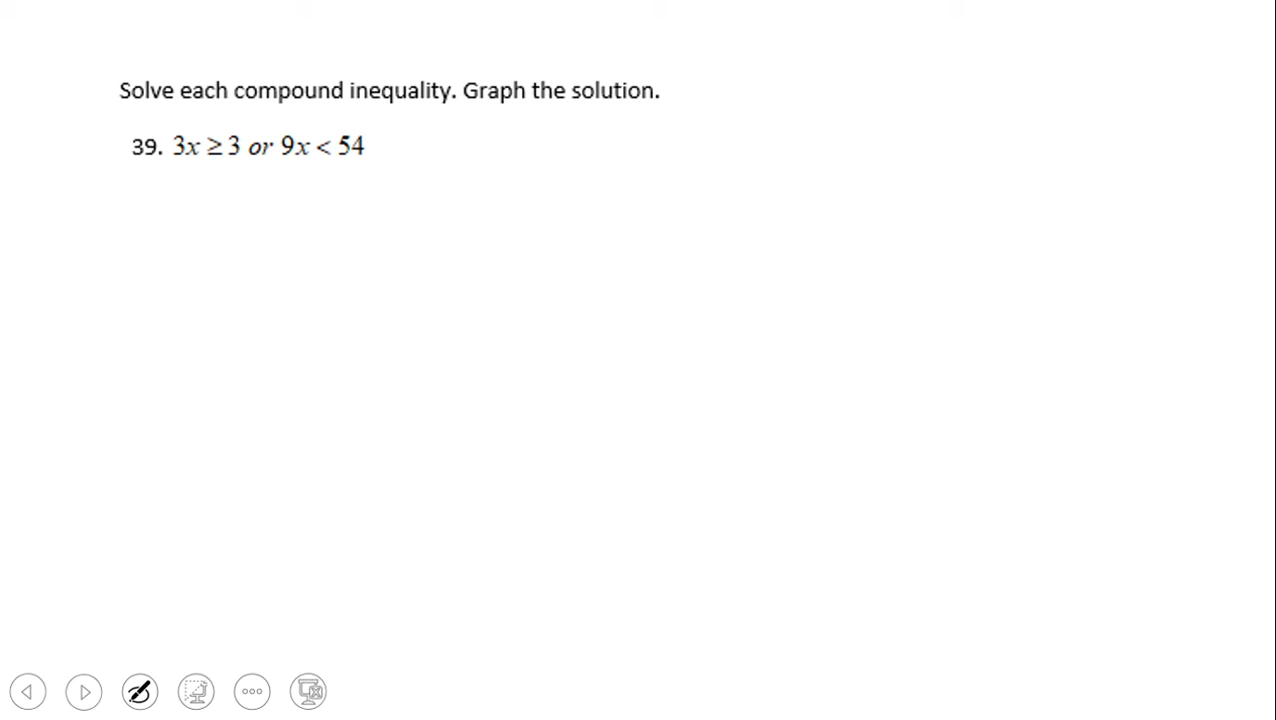 Solve each compound inequality. Graph the solution.
39. 3x ≥ 3 or 9x < 54